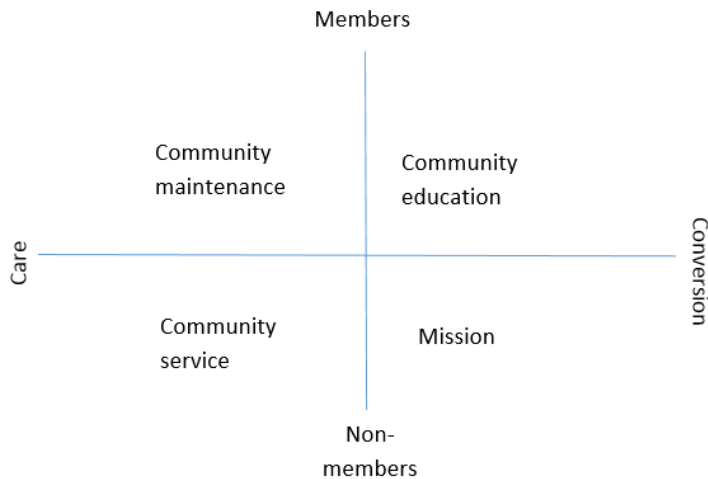 Members
Community
maintenance
Community
education
Care
Conversion
Community
service
Mission
Non-
members